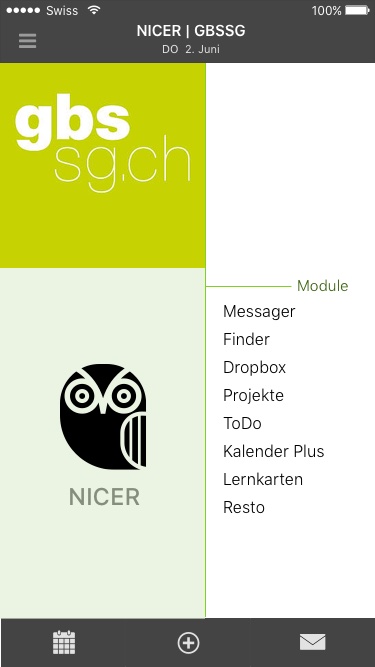 Swiss 100%
NICER | GBSSG
DO 2. Juni
gbs
sg.ch
Module
Messager
Finder
Dropbox
Projekte
ToDo
Kalender Plus
Lernkarten
Resto
NICER